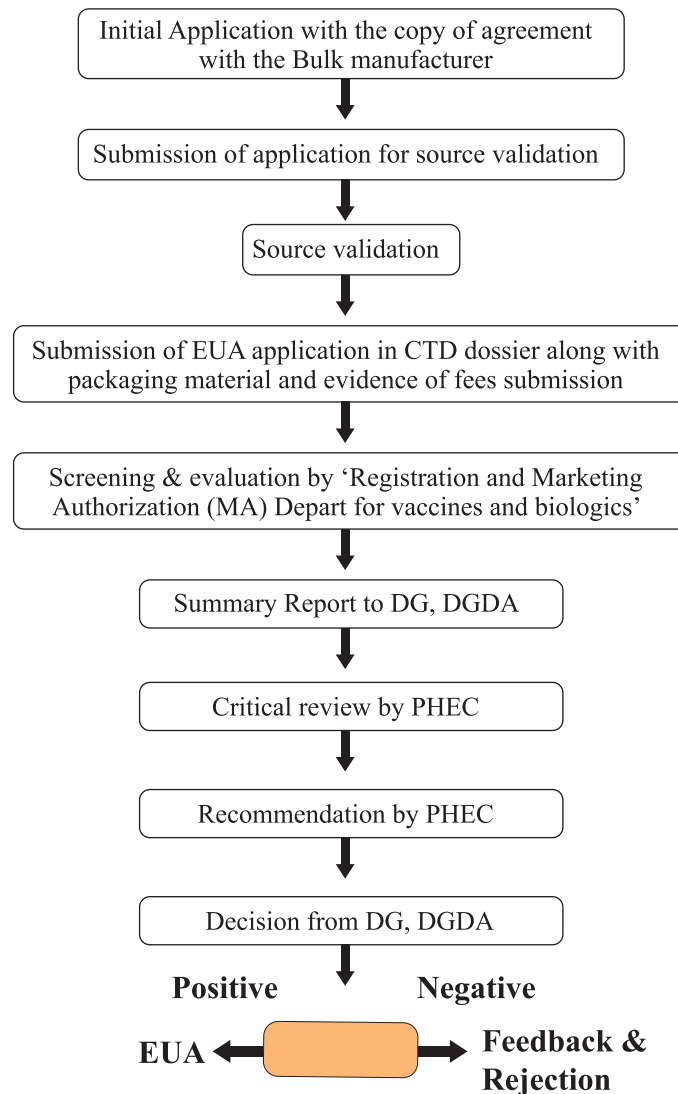 Initial Application with the copy of agreement
with the Bulk manufacturer
Submission of application for source validation
Source validation
Submission of EUA application in CTD dossier along with
packaging material and evidence of fees submission
Screening & evaluation by ‘Registration and Marketing
Authorization (MA) Depart for vaccines and biologics’
Summary Report to DG, DGDA
Critical review by PHEC
Recommendation by PHEC
Decision from DG, DGDA
Positive Negative
EUA Feedback &
Rejection